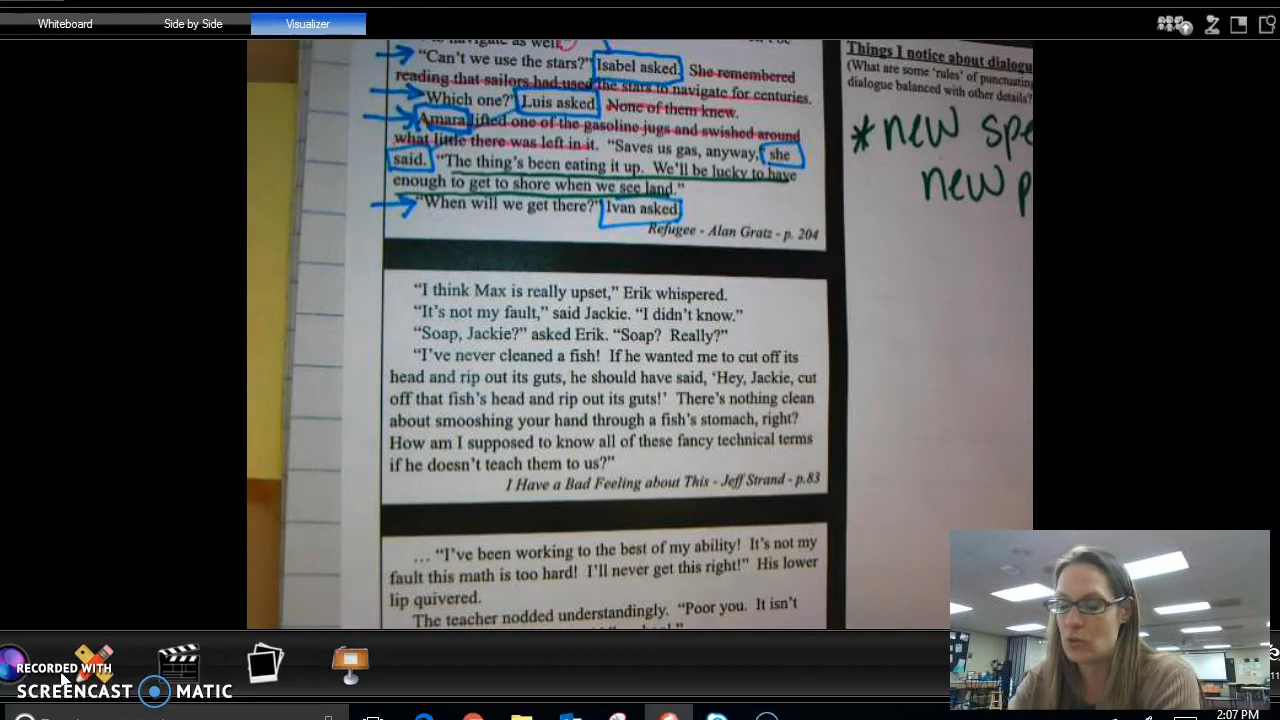 Whiteboard Side by Side Visualizer
to navigate as well
"Can't we use the stars?" Isabel asked. She remembered
reading that sailors had used the stars to navigate for centuries.
"Which one?" Luis asked. None of them knew.
Amara lifted one of the gasoline jugs and swished around
what little there was left in it. "Saves us gas, anyway," she
said. "The thing's been eating it up. We'll be lucky to have
enough to get to shore when we see land."
"When will we get there?" Ivan asked.
Refugee - Alan Gratz - p. 204
"I think Max is really upset," Erik whispered.
"It's not my fault," said Jackie. "I didn't know."
"Soap, Jackie?" asked Erik. "Soap? Really?"
"I've never cleaned a fish! If he wanted me to cut off its
head and rip out its guts, he should have said, 'Hey, Jackie, cut
off that fish's head and rip out its guts!' There's nothing clean
about smooshing your hand through a fish's stomach, right?
How am I supposed to know all of these fancy technical terms
if he doesn't teach them to us?"
I Have a Bad Feeling about This - Jeff Strand - p.83
... "I've been working to the best of my ability! It's not my
fault this math is too hard! I'll never get this right!" His lower
lip quivered.
The teacher nodded understandingly. "Poor you. It isn't
Things I notice about dialogu
(What are some 'rules' of punctuating
dialogue balanced with other details?
*new spe
new p
RECORDED WITH
SCREENCAST MATIC
2:07 PM